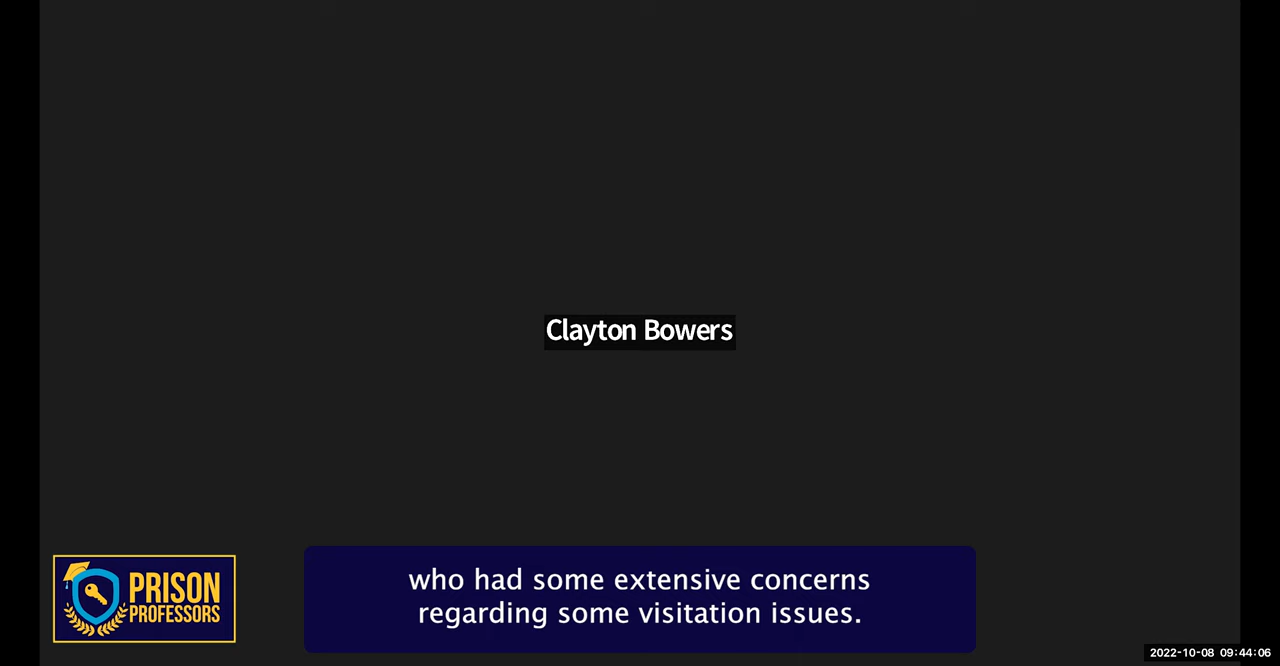 Clayton Bowers
who had some extensive concerns
regarding some visitation issues.
PRISON
PROFESSORS
2022-10-08 09:44:06